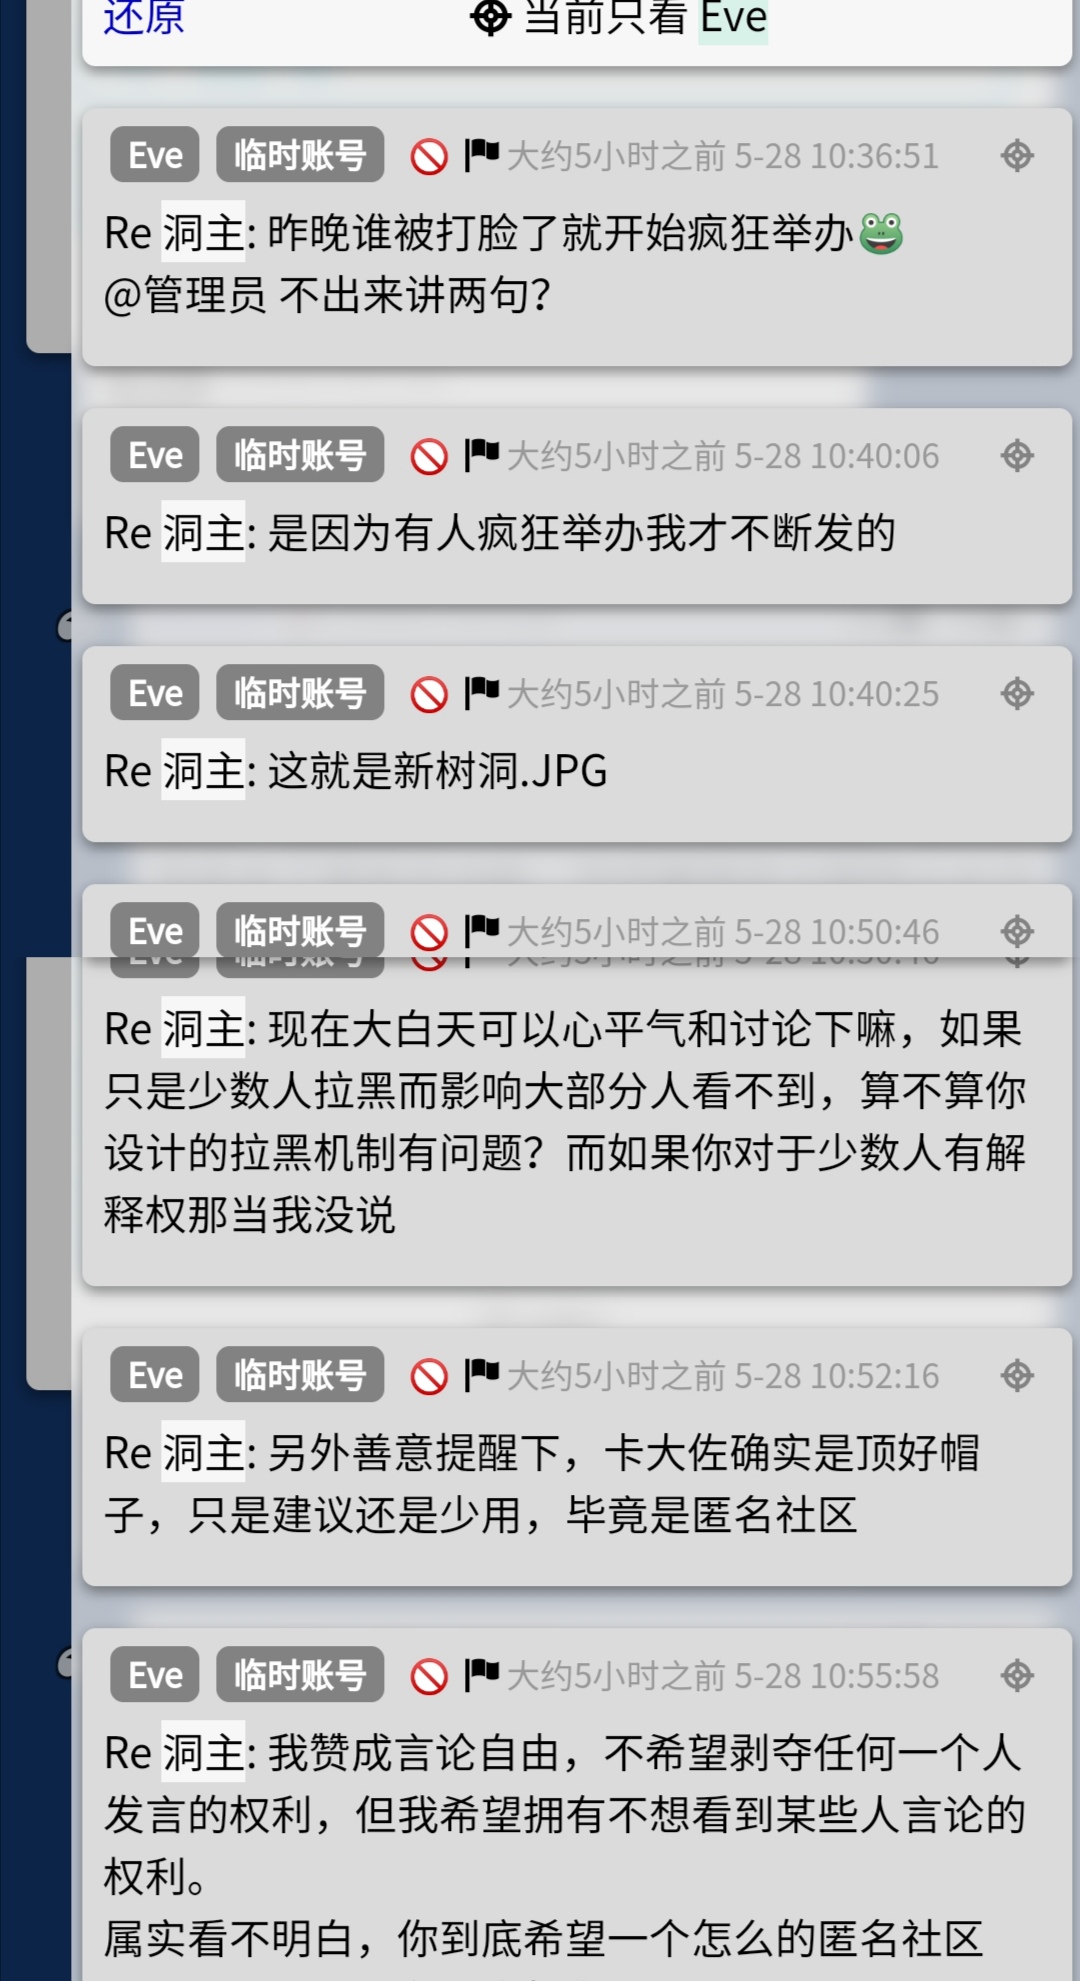 还原 当前只看 Eve
Eve 临时账号 大约5小时之前 5-28 10:36:51
Re 洞主: 昨晚谁被打脸了就开始疯狂举办🐸
@管理员 不出来讲两句？
Eve 临时账号 大约5小时之前 5-28 10:40:06
Re 洞主: 是因为有人疯狂举办我才不断发的
Eve 临时账号 大约5小时之前 5-28 10:40:25
Re 洞主: 这就是新树洞.JPG
Eve 临时账号 大约5小时之前 5-28 10:50:46
Re 洞主: 现在大白天可以心平气和讨论下嘛，如果
只是少数人拉黑而影响大部分人看不到，算不算你
设计的拉黑机制有问题？而如果你对于少数人有解
释权那当我没说
Eve 临时账号 大约5小时之前 5-28 10:52:16
Re 洞主: 另外善意提醒下，卡大佐确实是顶好帽
子，只是建议还是少用，毕竟是匿名社区
Eve 临时账号 大约5小时之前 5-28 10:55:58
Re 洞主: 我赞成言论自由，不希望剥夺任何一个人
发言的权利，但我希望拥有不想看到某些人言论的
权利。
属实看不明白，你到底希望一个怎么的匿名社区